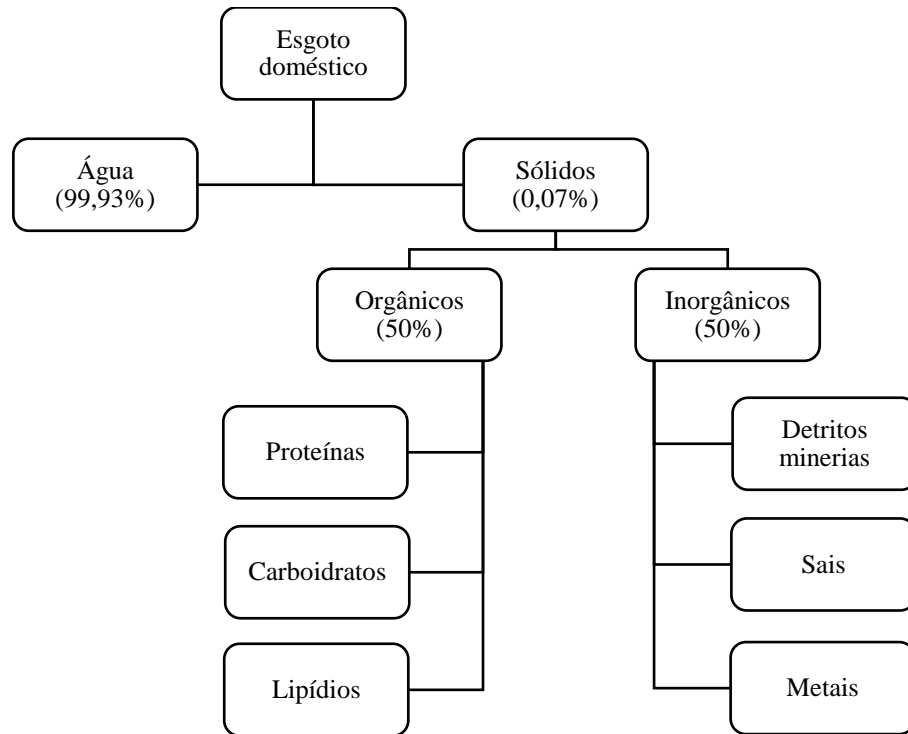 Esgoto
doméstico
Água
(99,93%)
Sólidos
(0,07%)
Orgânicos
(50%)
Inorgânicos
(50%)
Proteínas
Detritos
minerias
Carboidratos
Sais
Lipídios
Metais